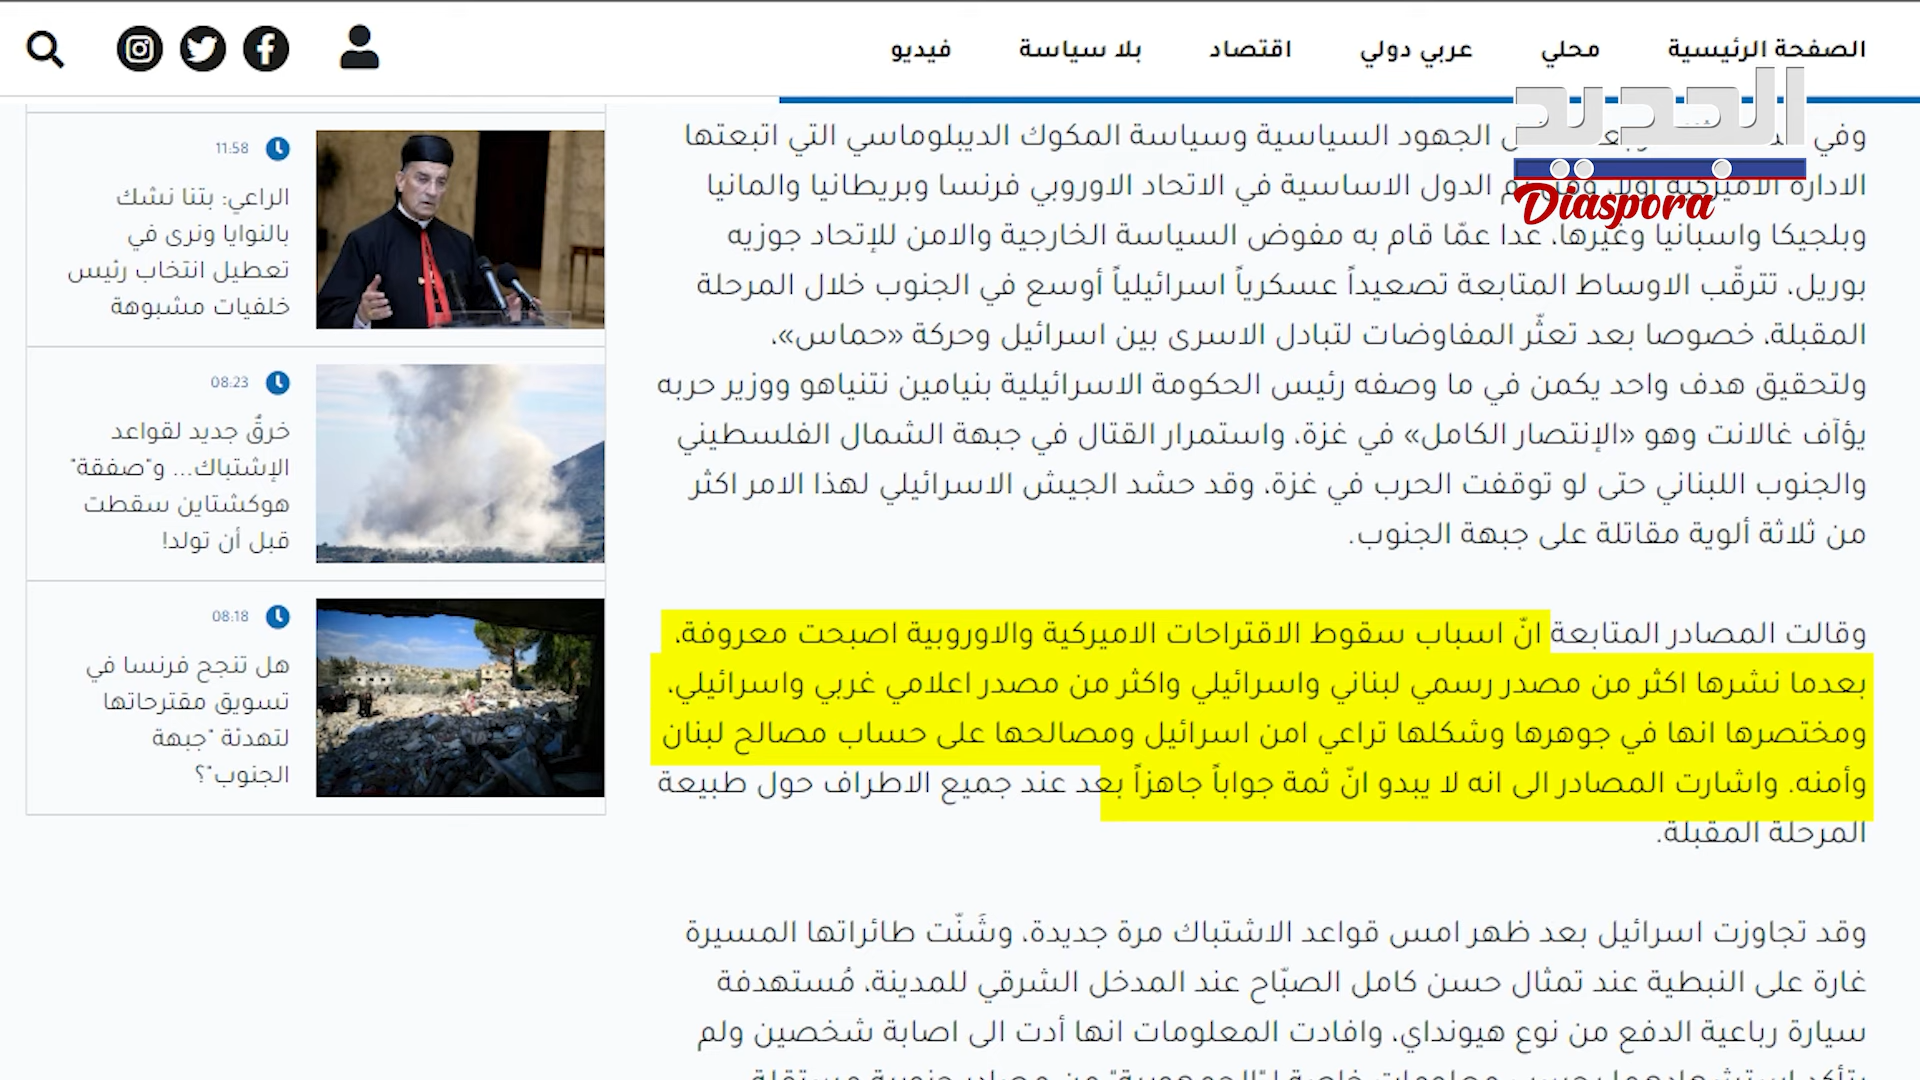 الصفحة الرئيسية
محلي
عربي دولي
اقتصاد
بلا سياسة
فيديو
الجديد
Diaspora
وفي الجهود السياسية وسياسة المكوك الديبلوماسي التي اتبعتها
الادارة الاميركية اولا، ومن ثم الدول الاساسية في الاتحاد الاوروبي فرنسا وبريطانيا والمانيا
وبلجيكا واسبانيا وغيرها، عدا عمّا قام به مفوض السياسة الخارجية والامن للإتحاد جوزيه
بوريل، تترقّب الاوساط المتابعة تصعيداً عسكرياً اسرائيلياً أوسع في الجنوب خلال المرحلة
المقبلة، خصوصا بعد تعثّر المفاوضات لتبادل الاسرى بين اسرائيل وحركة «حماس»،
ولتحقيق هدف واحد يكمن في ما وصفه رئيس الحكومة الاسرائيلية بنيامين نتنياهو ووزير حربه
يؤآف غالانت وهو «الإنتصار الكامل» في غزة، واستمرار القتال في جبهة الشمال الفلسطيني
والجنوب اللبناني حتى لو توقفت الحرب في غزة، وقد حشد الجيش الاسرائيلي لهذا الامر اكثر
من ثلاثة ألوية مقاتلة على جبهة الجنوب.
وقالت المصادر المتابعة انّ اسباب سقوط الاقتراحات الاميركية والاوروبية اصبحت معروفة،
بعدما نشرها اكثر من مصدر رسمي لبناني واسرائيلي واكثر من مصدر اعلامي غربي واسرائيلي،
ومختصرها انها في جوهرها وشكلها تراعي امن اسرائيل ومصالحها على حساب مصالح لبنان
وأمنه. واشارت المصادر الى انه لا يبدو انّ ثمة جواباً جاهزاً بعد عند جميع الاطراف حول طبيعة
المرحلة المقبلة.
وقد تجاوزت اسرائيل بعد ظهر امس قواعد الاشتباك مرة جديدة، وشَنّت طائراتها المسيرة
غارة على النبطية عند تمثال حسن كامل الصبّاح عند المدخل الشرقي للمدينة، مُستهدفة
سيارة رباعية الدفع من نوع هيونداي، وافادت المعلومات انها أدت الى اصابة شخصين ولم
11:58
الراعي: بتنا نشك
بالنوايا ونرى في
تعطيل انتخاب رئيس
خلفيات مشبوهة
08:23
خرقٌ جديد لقواعد
الإشتباك... و"صفقة"
هوكشتاين سقطت
قبل أن تولد!
08:18
هل تنجح فرنسا في
تسويق مقترحاتها
لتهدئة "جبهة
الجنوب"؟